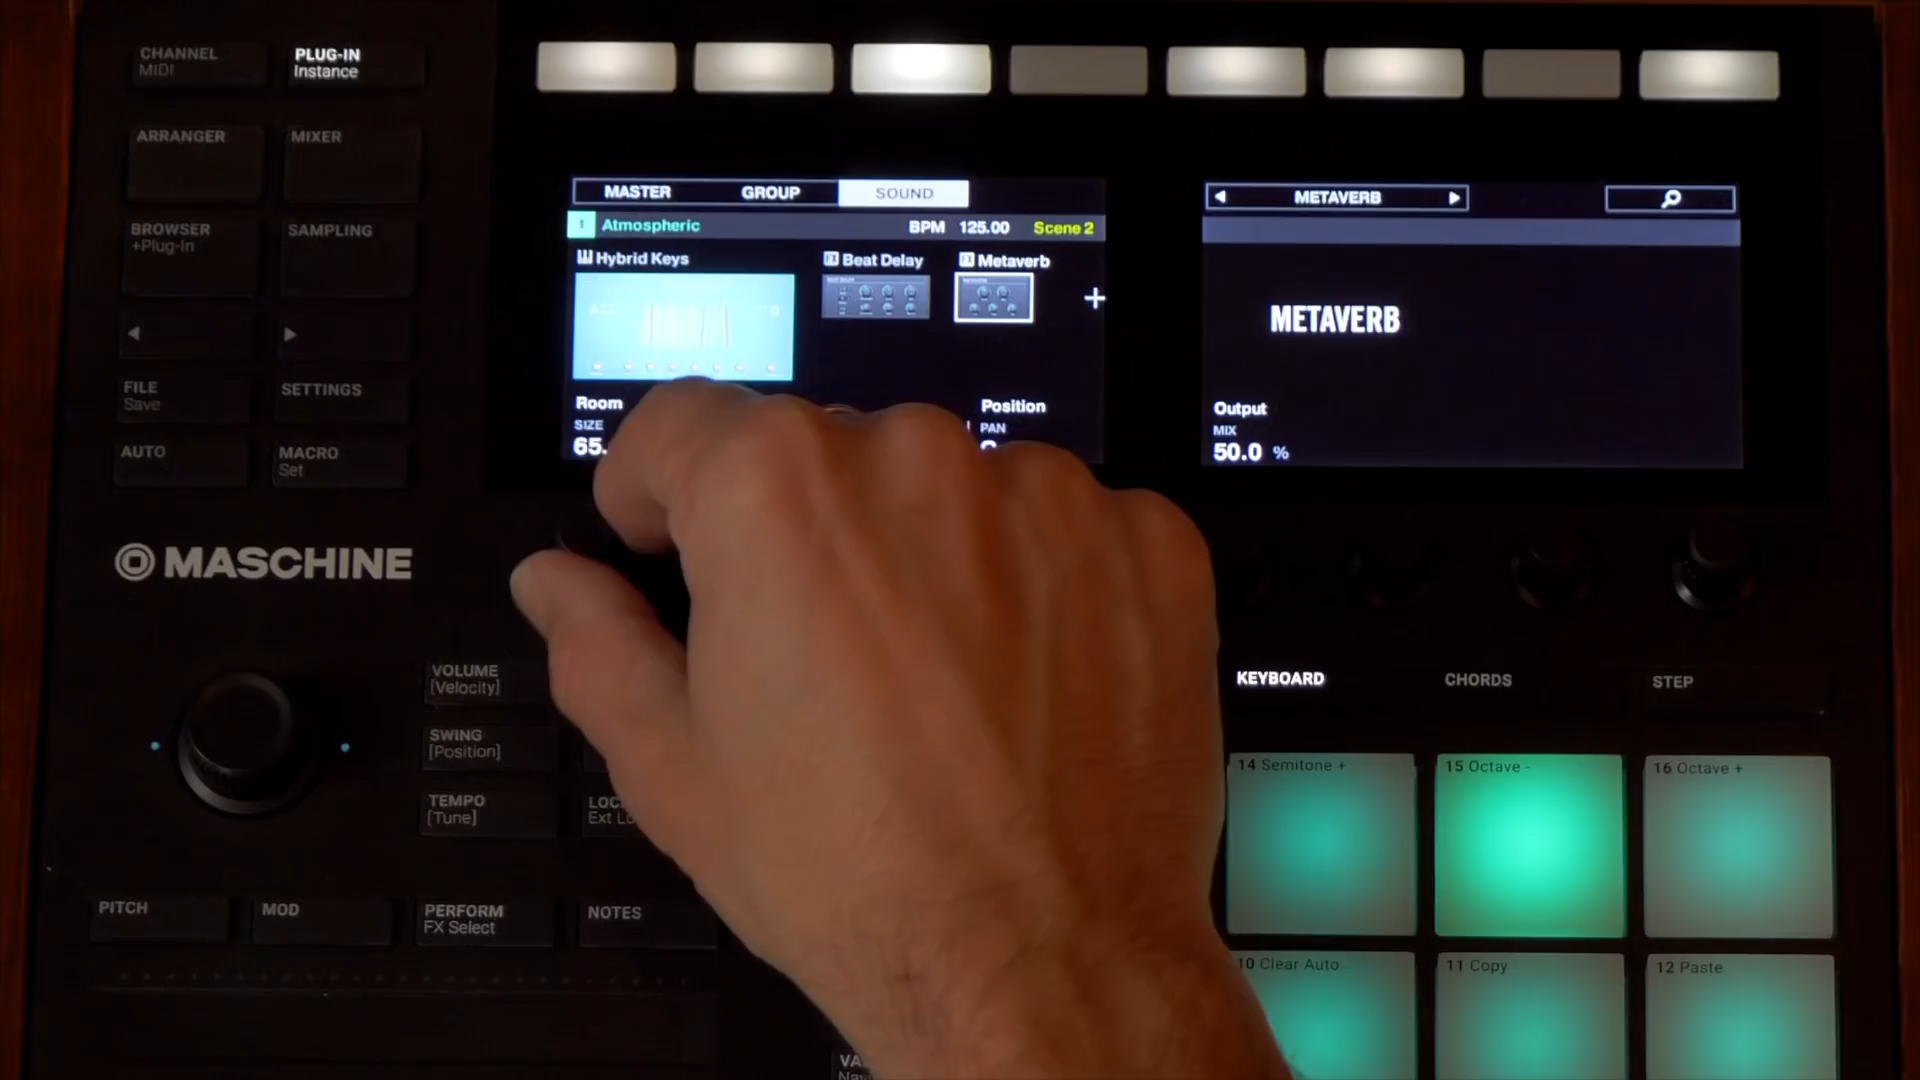 CHANNEL
MIDI
PLUG-IN
Instance
ARRANGER
MIXER
BROWSER
+Plug-In
SAMPLING
FILE
Save
SETTINGS
AUTO
MACRO
Set
MASCHINE
MASTER GROUP SOUND
1 Atmospheric BPM 125.00 Scene 2
Hybrid Keys
FX Beat Delay
FX Metaverb
+
Room
SIZE
65.
Position
PAN
METAVERB
METAVERB
Output
MIX
50.0 %
VOLUME
[Velocity]
SWING
[Position]
TEMPO
[Tune]
PITCH
MOD
PERFORM
FX Select
NOTES
KEYBOARD
CHORDS
STEP
14 Semitone +
15 Octave -
16 Octave +
10 Clear Auto
11 Copy
12 Paste